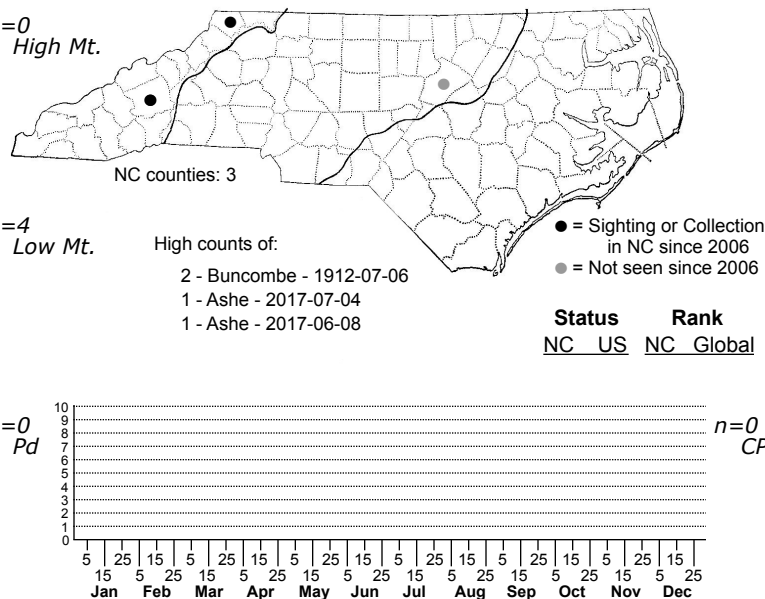 =0
High Mt.
NC counties: 3
=4
Low Mt.
High counts of:
2 - Buncombe - 1912-07-06
1 - Ashe - 2017-07-04
1 - Ashe - 2017-06-08
● = Sighting or Collection
in NC since 2006
● = Not seen since 2006
Status Rank
NC US NC Global
=0
Pd
n=0
CP
10
9
8
7
6
5
4
3
2
1
0
5 25 15 5 25 15 5 25 15 5 25 15 5 25 15 5 25 15
15 5 25 15 5 25 15 5 25 15 5 25 15 5 25 15 5 25
Jan Feb Mar Apr May Jun Jul Aug Sep Oct Nov Dec